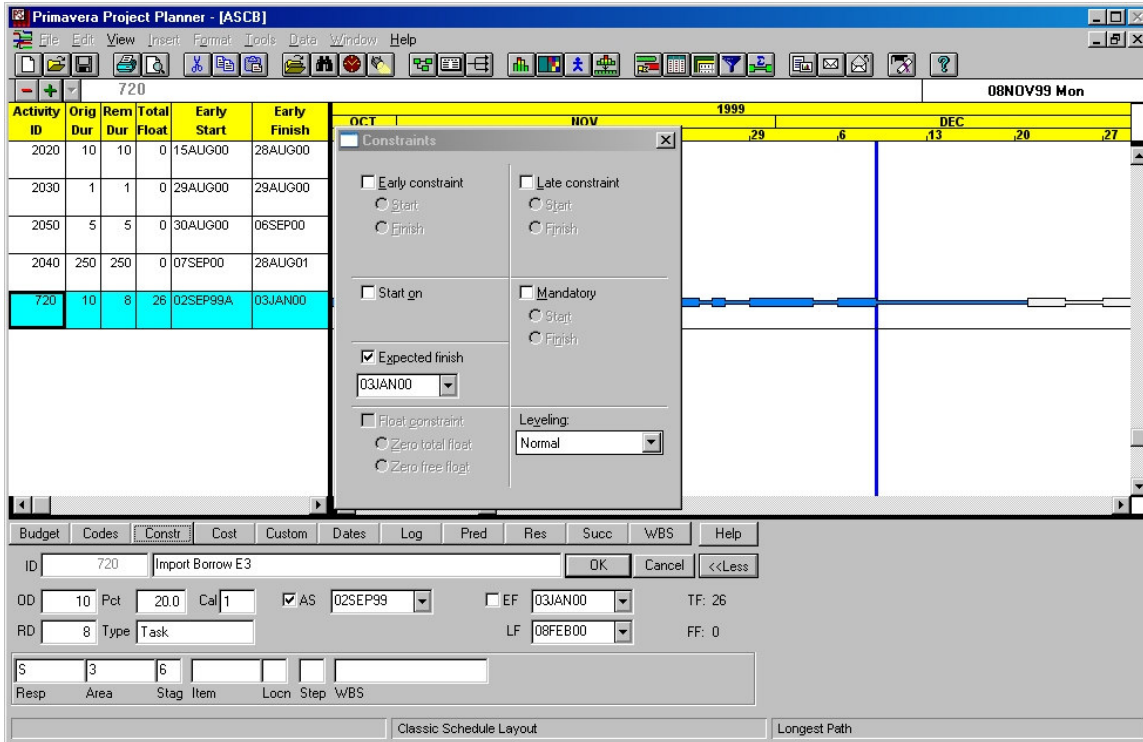 Primavera Project Planner - [ASCB]
File Edit View Insert Format Tools Data Window Help
720 08NOV99 Mon
Activity ID Orig Dur Rem Dur Total Float Early Start Early Finish
1999
OCT NOV DEC
29 6 13 20 27
2020 10 10 0 15AUG00 28AUG00
2030 1 1 0 29AUG00 29AUG00
2050 5 5 0 30AUG00 06SEP00
2040 250 250 0 07SEP00 28AUG01
720 10 8 26 02SEP99A 03JAN00
Constraints
Early constraint Late constraint
Start Start
Finish Finish
Start on Mandatory
Start
Finish
Expected finish
03JAN00
Float constraint Leveling:
Zero total float Normal
Zero free float
Budget Codes Constr Cost Custom Dates Log Pred Res Succ WBS Help
ID 720 Import Borrow E3 OK Cancel <<Less
OD 10 Pct 20.0 Cal 1 AS 02SEP99 EF 03JAN00 TF: 26
RD 8 Type Task LF 08FEB00 FF: 0
S 3 6
Resp Area Stag Item Locn Step WBS
Classic Schedule Layout Longest Path